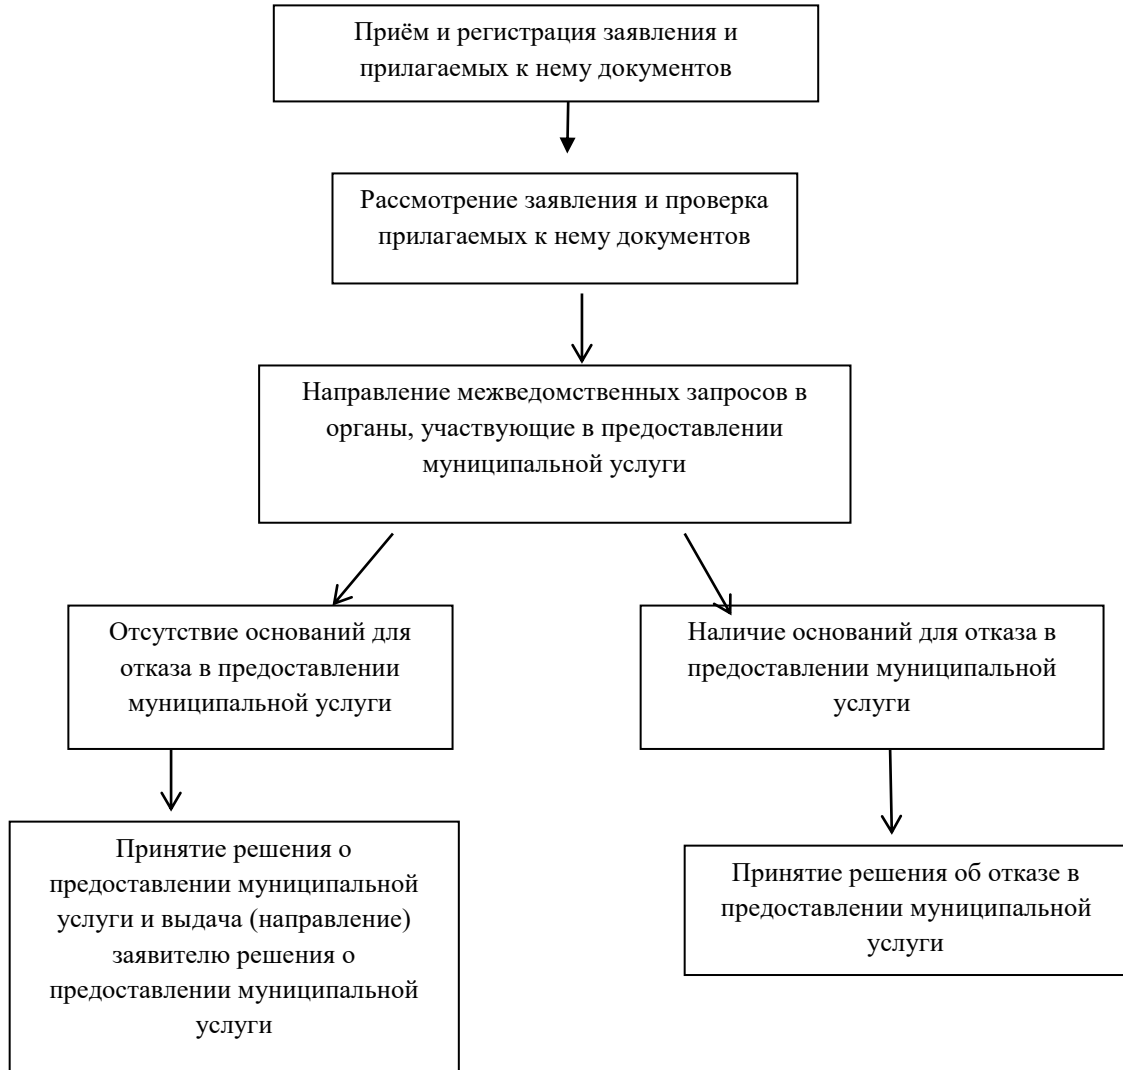 Приём и регистрация заявления и
прилагаемых к нему документов
Рассмотрение заявления и проверка
прилагаемых к нему документов
Направление межведомственных запросов в
органы, участвующие в предоставлении
муниципальной услуги
Отсутствие оснований для
отказа в предоставлении
муниципальной услуги
Наличие оснований для отказа в
предоставлении муниципальной
услуги
Принятие решения о
предоставлении муниципальной
услуги и выдача (направление)
заявителю решения о
предоставлении муниципальной
услуги
Принятие решения об отказе в
предоставлении муниципальной
услуги